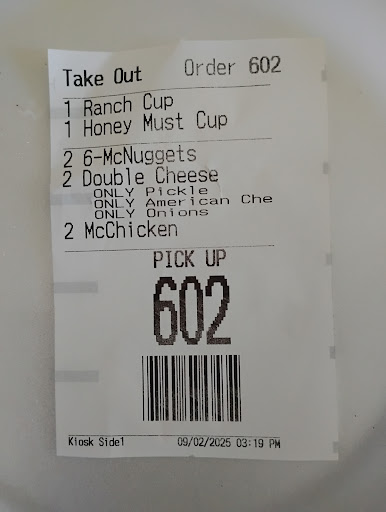 Take Out Order 602
1 Ranch Cup
1 Honey Must Cup
2 6-McNuggets
2 Double Cheese
ONLY Pickle
ONLY American Che
ONLY Onions
2 McChicken
PICK UP
602
Kiosk Side1 09/02/2025 03:19 PM